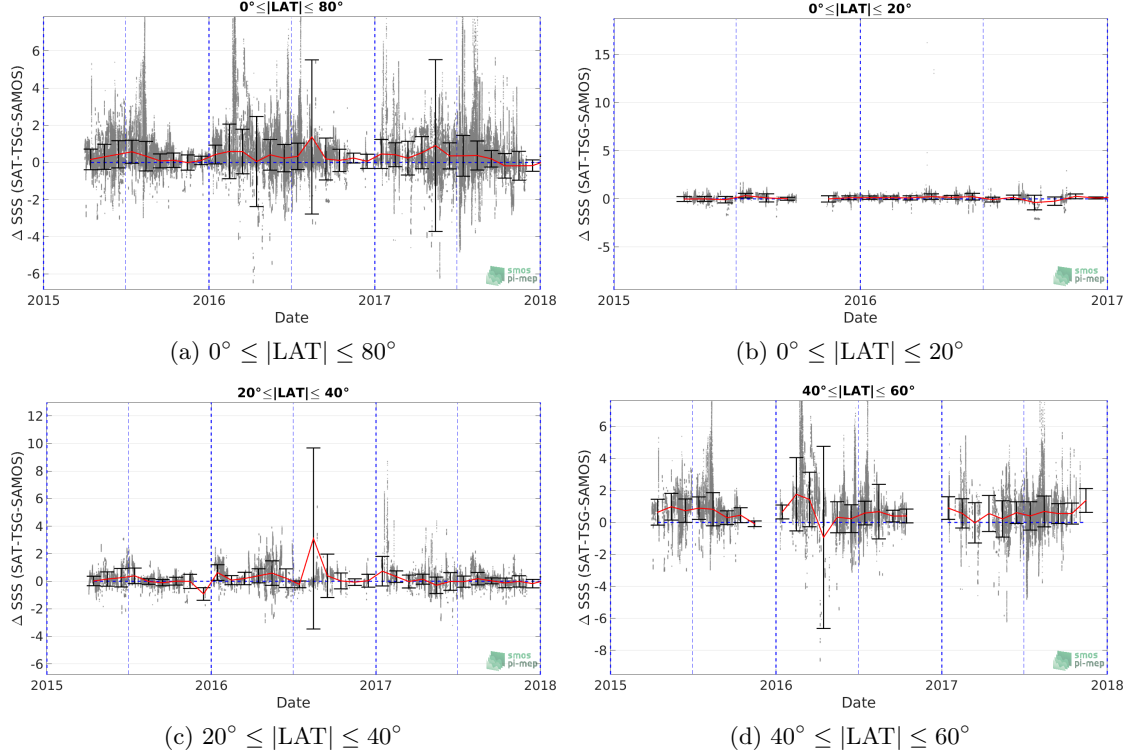 0°≤|LAT|≤ 80°
Δ SSS (SAT-TSG-SAMOS)
6
4
2
0
-2
-4
-6
2015
2016
2017
2018
Date
smos
pi-mep
(a) 0° ≤ |LAT| ≤ 80°
0°≤|LAT|≤ 20°
Δ SSS (SAT-TSG-SAMOS)
15
10
5
0
-5
2015
2016
2017
Date
smos
pi-mep
(b) 0° ≤ |LAT| ≤ 20°
20°≤|LAT|≤ 40°
Δ SSS (SAT-TSG-SAMOS)
12
10
8
6
4
2
0
-2
-4
-6
2015
2016
2017
2018
Date
smos
pi-mep
(c) 20° ≤ |LAT| ≤ 40°
40°≤|LAT|≤ 60°
Δ SSS (SAT-TSG-SAMOS)
6
4
2
0
-2
-4
-6
-8
2015
2016
2017
2018
Date
smos
pi-mep
(d) 40° ≤ |LAT| ≤ 60°